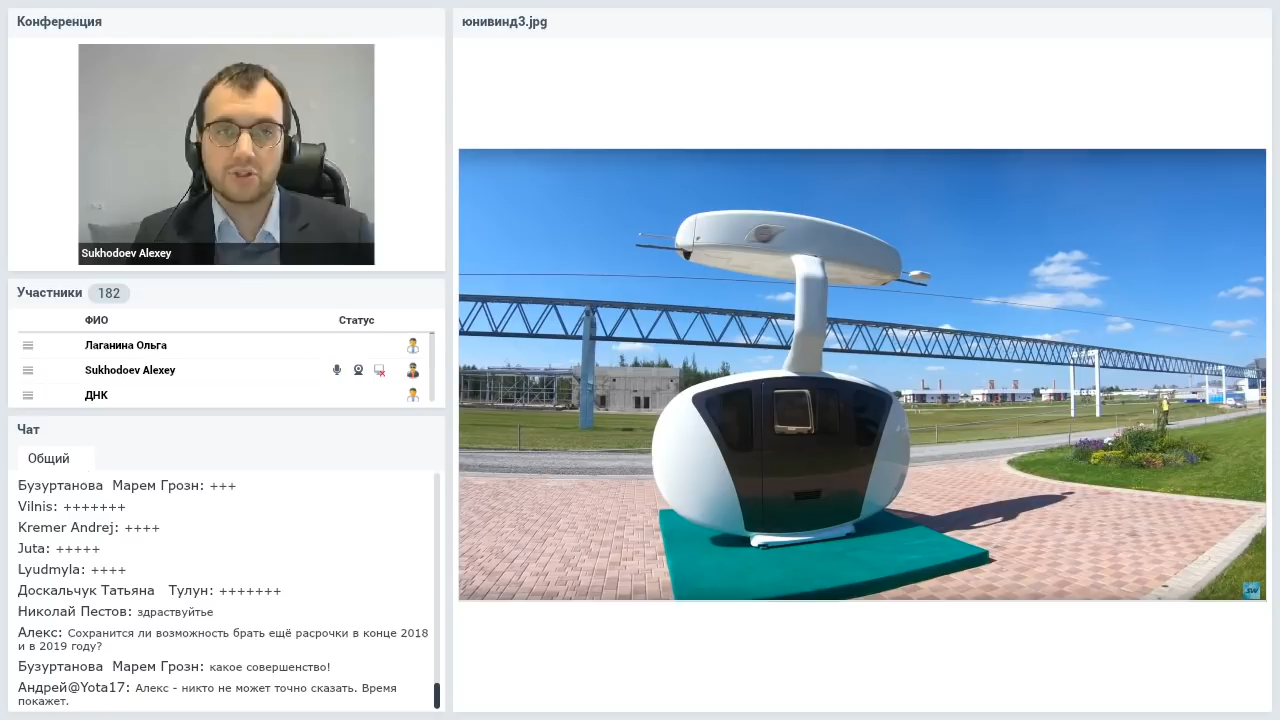 Конференция
Sukhodoev Alexey
Участники 182
ФИО Статус
Лаганина Ольга
Sukhodoev Alexey
ДНК
Чат
Общий
Бузуртанова Марем Грозн: +++
Vilnis: +++++++
Kremer Andrej: ++++
Juta: +++++
Lyudmyla: ++++
Доскальчук Татьяна Тулун: +++++++
Николай Пестов: здраствуйтье
Алекс: Сохранится ли возможность брать ещё расрочки в конце 2018
и в 2019 году?
Бузуртанова Марем Грозн: какое совершенство!
Андрей@Yota17: Алекс - никто не может точно сказать. Время
покажет.
юнивинд3.jpg
SW